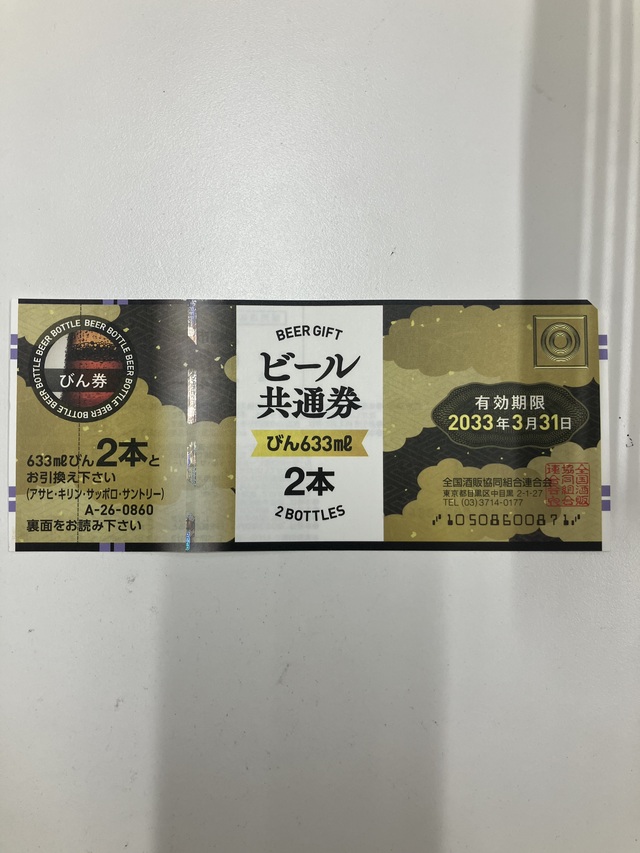 BEER BOTTLE BEER BOTTLE BEER BOTTLE BEER BOTTLE
びん券
633mlびん2本と
お引換え下さい
(アサヒ・キリン・サッポロ・サントリー)
A-26-0860
裏面をお読み下さい
BEER GIFT
ビール
共通券
びん633ml
2本
2 BOTTLES
有効期限
2033年3月31日
全国酒販協同組合連合会
東京都目黒区中目黒 2-1-27
TEL (03)3714-0177
1050860087